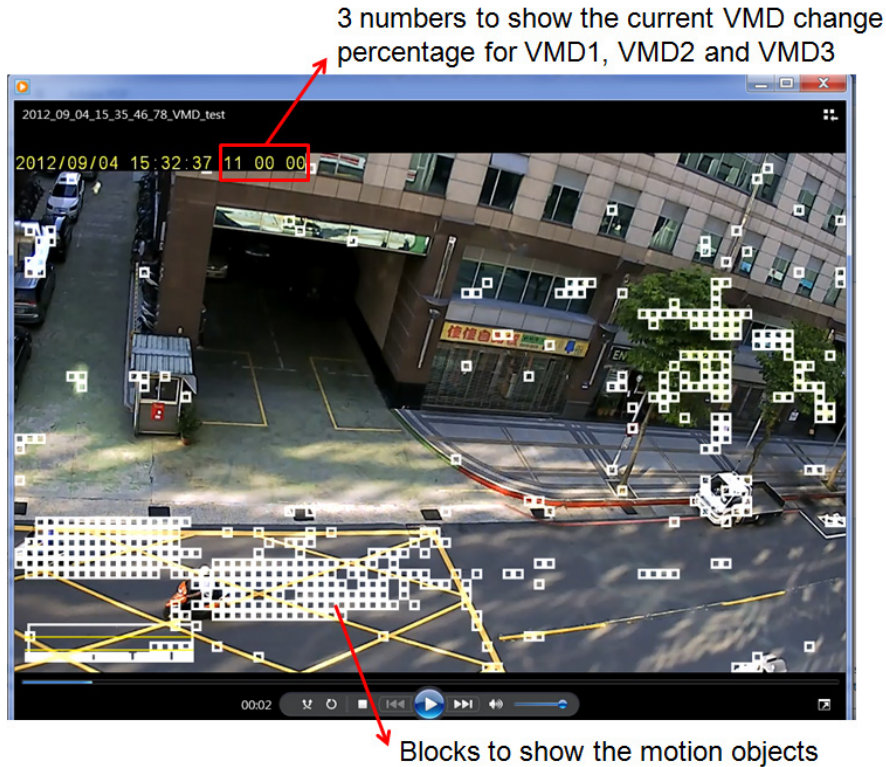 3 numbers to show the current VMD change
percentage for VMD1, VMD2 and VMD3
2012_09_04_15_35_46_78_VMD_test
2012/09/04 15:32:37 11 00 00
EN
00:02
Blocks to show the motion objects